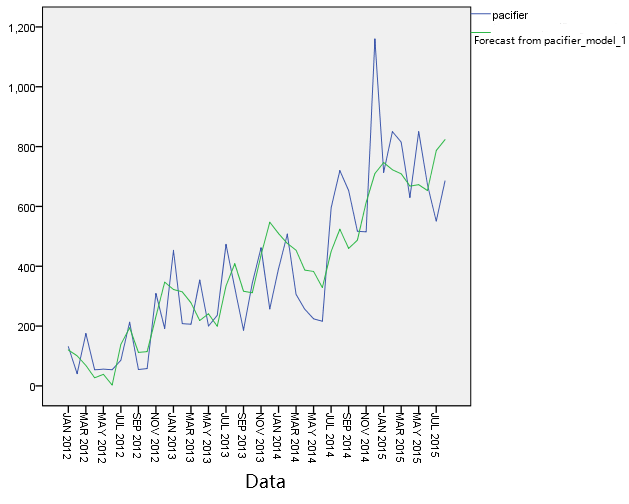 pacifier
Forecast from pacifier_model_1
1,200
1,000
800
600
400
200
0
JAN 2012
MAR 2012
MAY 2012
JUL 2012
SEP 2012
NOV 2012
JAN 2013
MAR 2013
MAY 2013
JUL 2013
SEP 2013
NOV 2013
JAN 2014
MAR 2014
MAY 2014
JUL 2014
SEP 2014
NOV 2014
JAN 2015
MAR 2015
MAY 2015
JUL 2015
Data